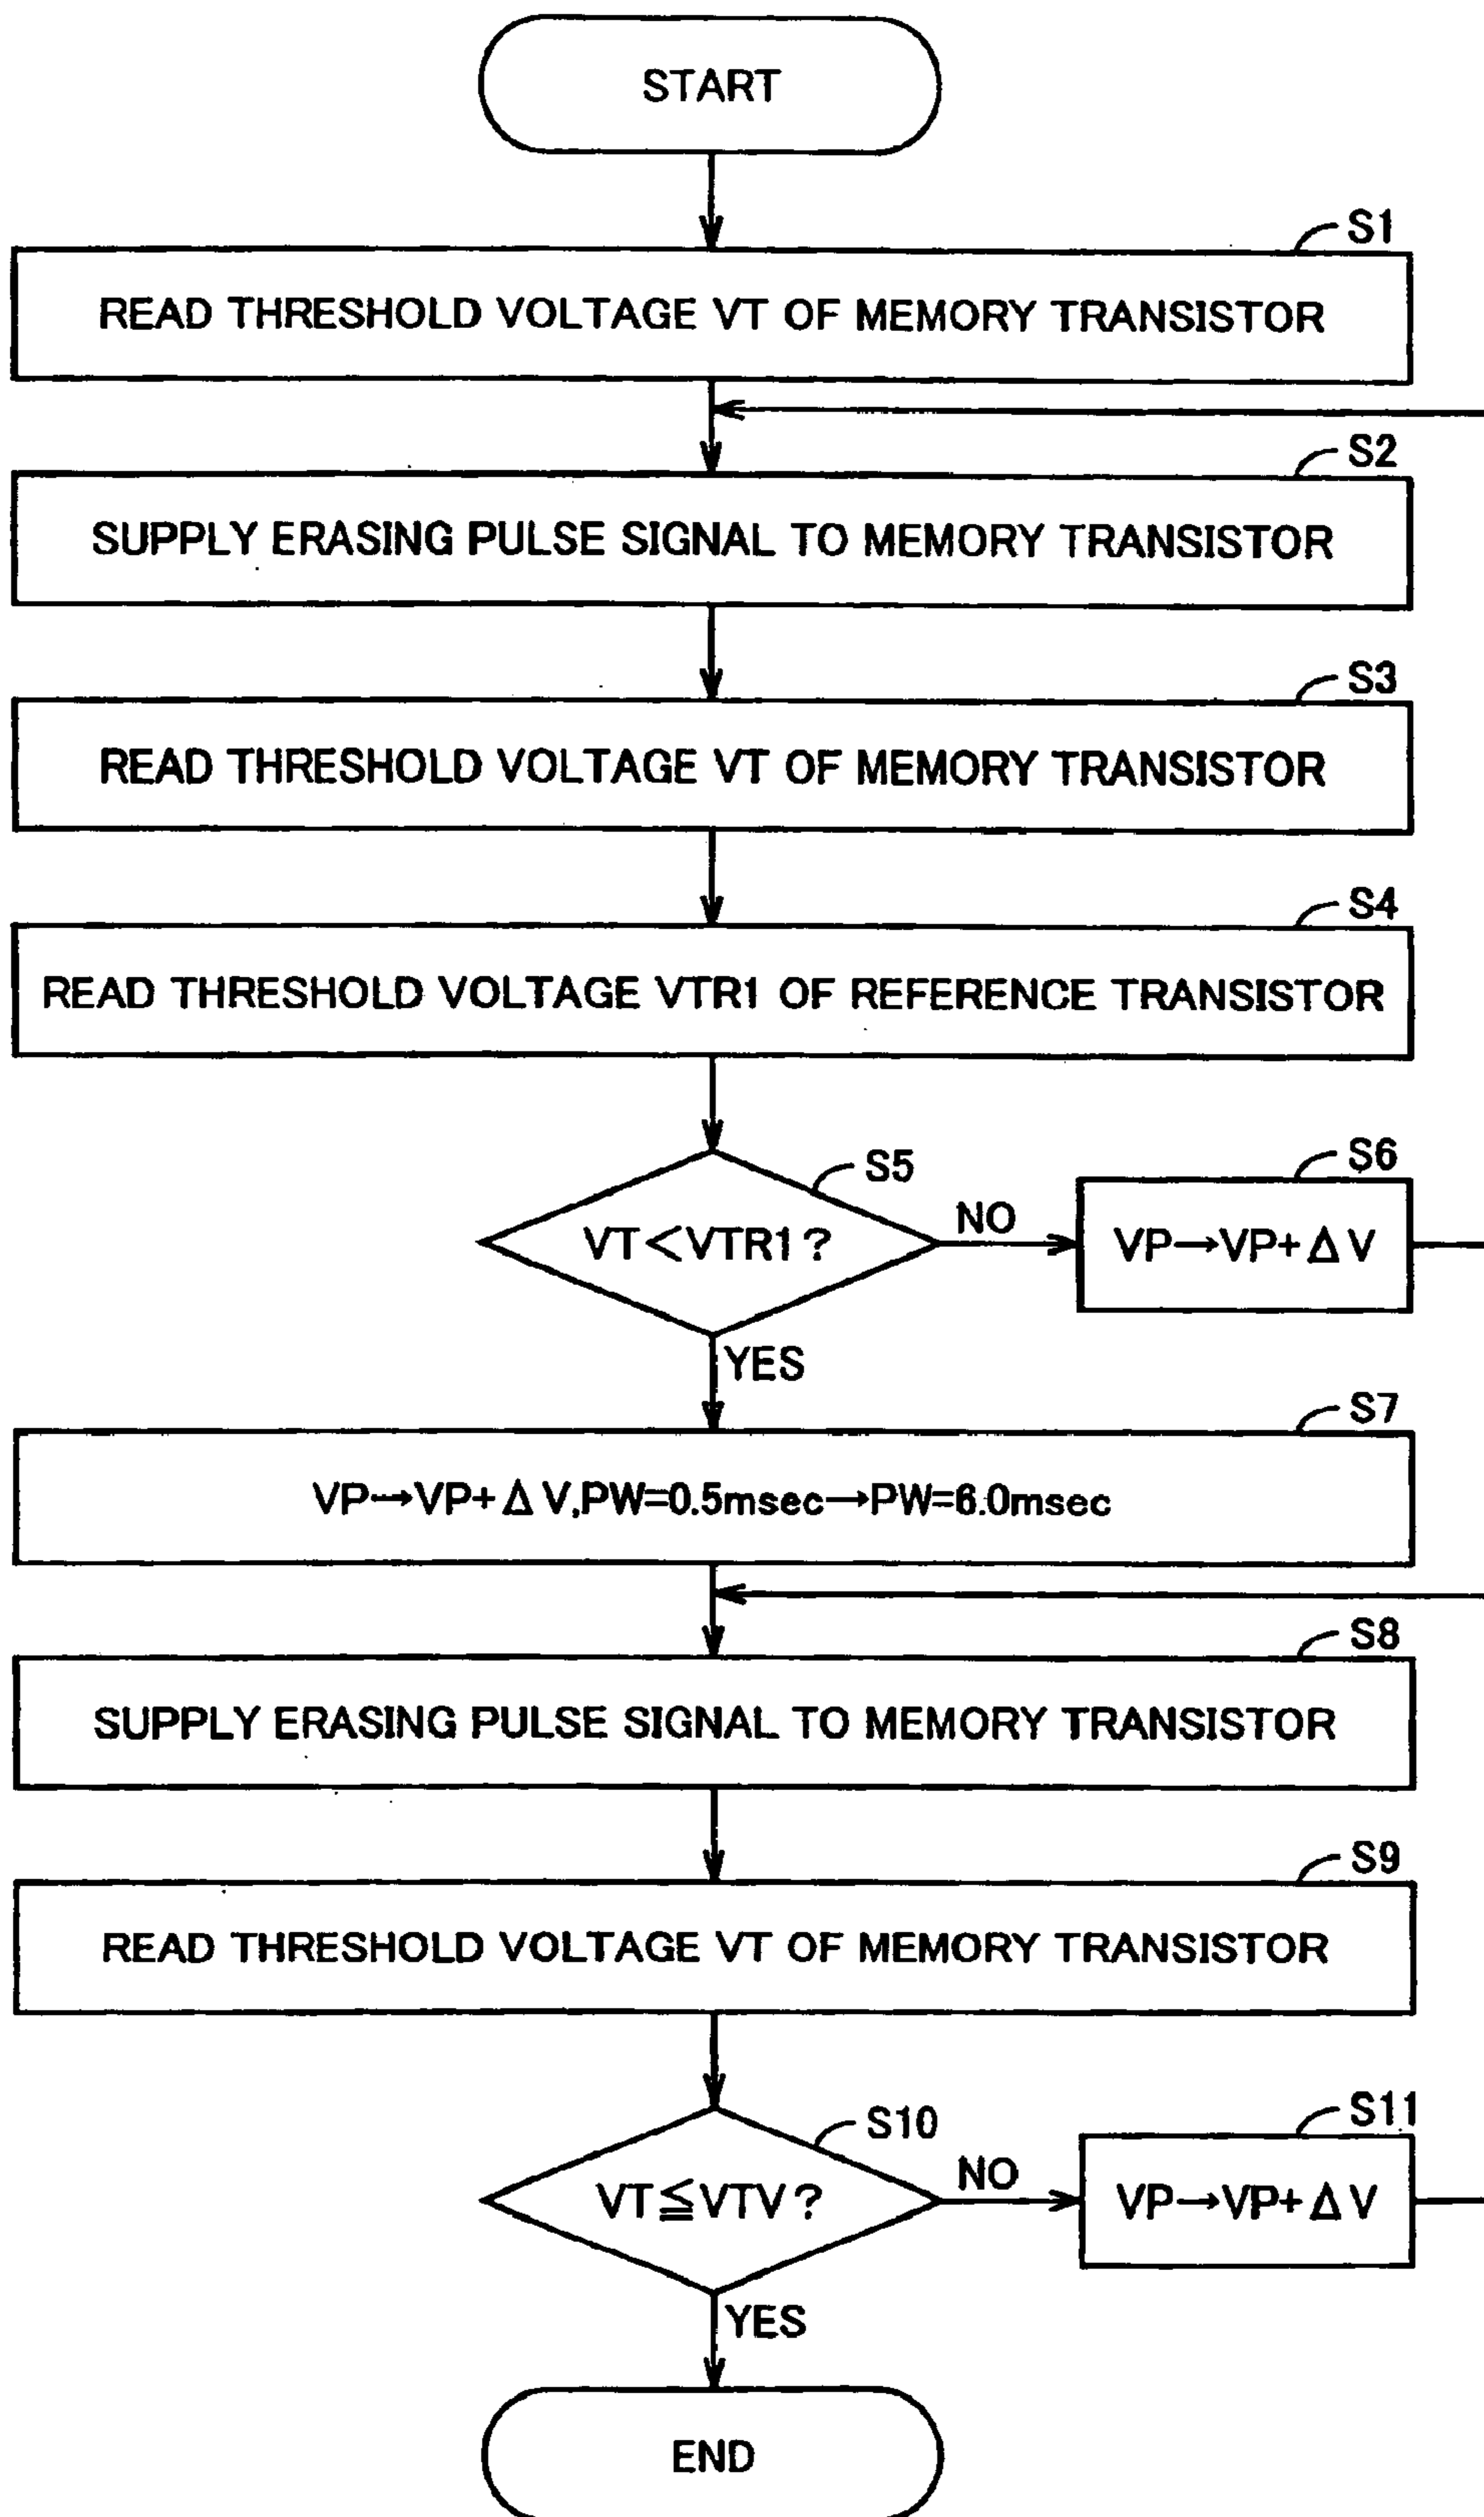 START
S1
READ THRESHOLD VOLTAGE VT OF MEMORY TRANSISTOR
S2
SUPPLY ERASING PULSE SIGNAL TO MEMORY TRANSISTOR
S3
READ THRESHOLD VOLTAGE VT OF MEMORY TRANSISTOR
S4
READ THRESHOLD VOLTAGE VTR1 OF REFERENCE TRANSISTOR
S5
VT<VTR1?
NO
S6
VP→VP+ΔV
YES
S7
VP→VP+ΔV,PW=0.5msec→PW=6.0msec
S8
SUPPLY ERASING PULSE SIGNAL TO MEMORY TRANSISTOR
S9
READ THRESHOLD VOLTAGE VT OF MEMORY TRANSISTOR
S10
VT≦VTV?
NO
S11
VP→VP+ΔV
YES
END